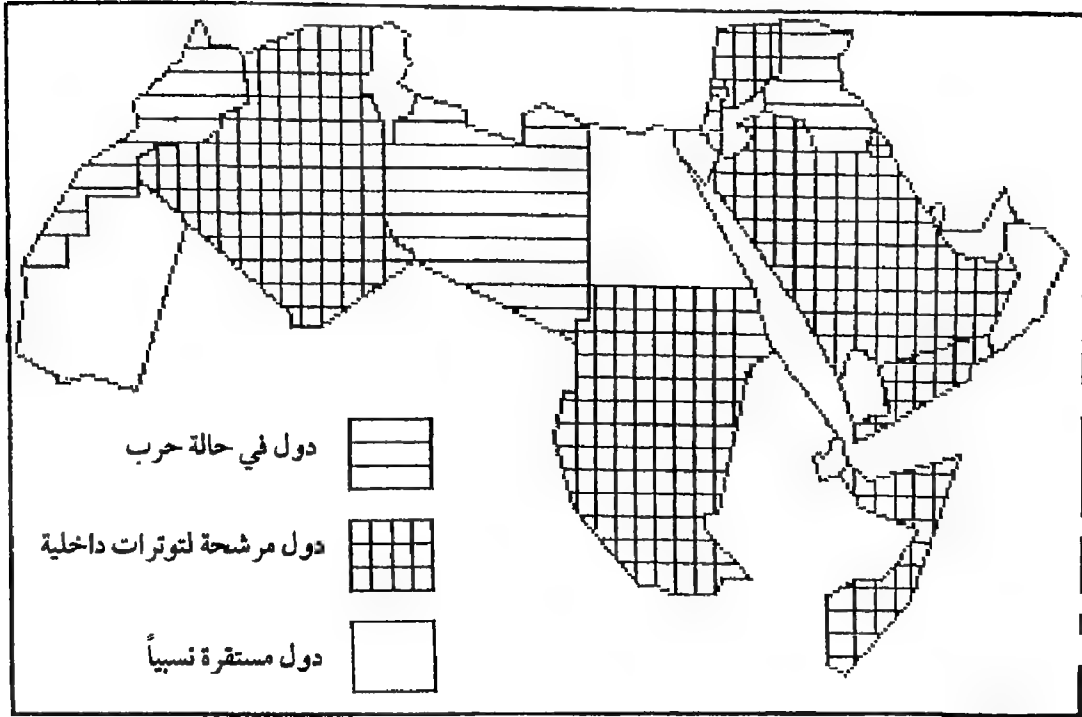 دول في حالة حرب
دول مرشحة لتوترات داخلية
دول مستقرة نسبياً